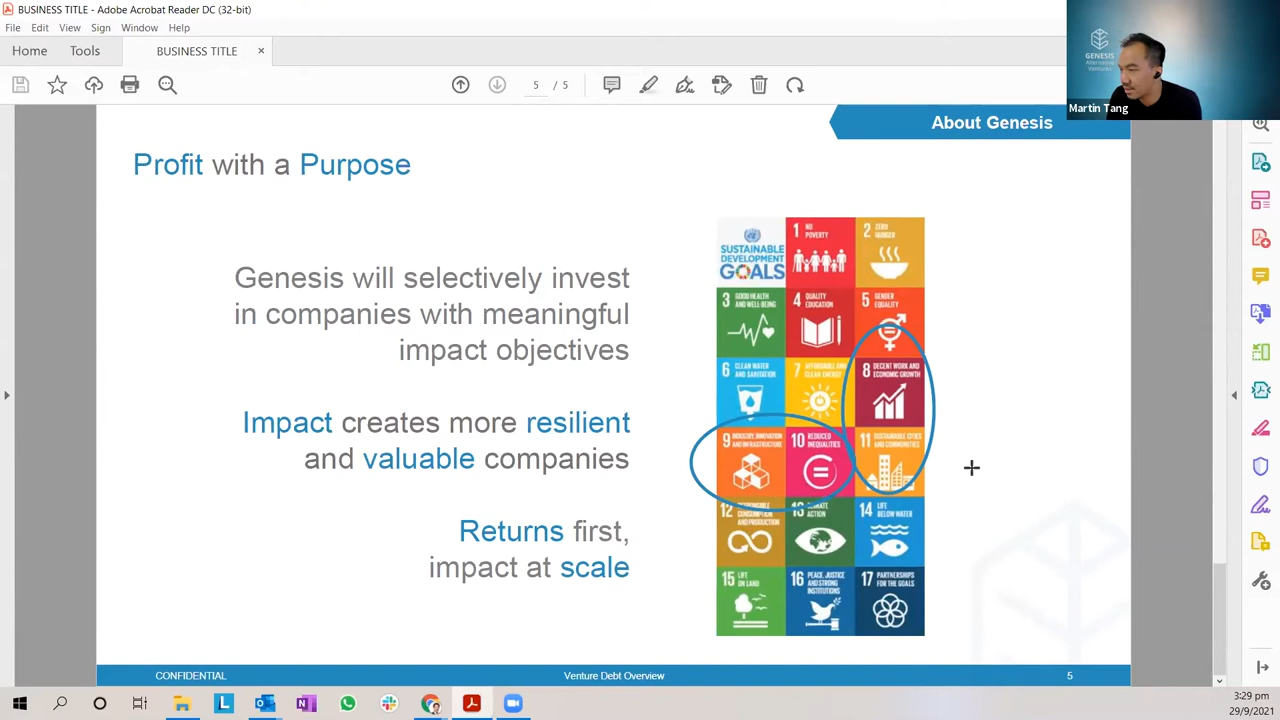 BUSINESS TITLE - Adobe Acrobat Reader DC (32-bit)
File Edit View Sign Window Help
Home Tools BUSINESS TITLE ×
5 / 5
GENESIS
Alternative
Ventures
Martin Tang
About Genesis
Profit with a Purpose
Genesis will selectively invest
in companies with meaningful
impact objectives
Impact creates more resilient
and valuable companies
Returns first,
impact at scale
SUSTAINABLE
DEVELOPMENT
GOALS
1 NO
POVERTY
2 ZERO
HUNGER
3 GOOD HEALTH
AND WELL-BEING
4 QUALITY
EDUCATION
5 GENDER
EQUALITY
6 CLEAN WATER
AND SANITATION
7 AFFORDABLE AND
CLEAN ENERGY
8 DECENT WORK AND
ECONOMIC GROWTH
9 INDUSTRY, INNOVATION
AND INFRASTRUCTURE
10 REDUCED
INEQUALITIES
11 SUSTAINABLE CITIES
AND COMMUNITIES
12 RESPONSIBLE
CONSUMPTION
AND PRODUCTION
13 CLIMATE
ACTION
14 LIFE
BELOW WATER
15 LIFE
ON LAND
16 PEACE, JUSTICE
AND STRONG
INSTITUTIONS
17 PARTNERSHIPS
FOR THE GOALS
CONFIDENTIAL Venture Debt Overview 5
3:29 pm
29/9/2021